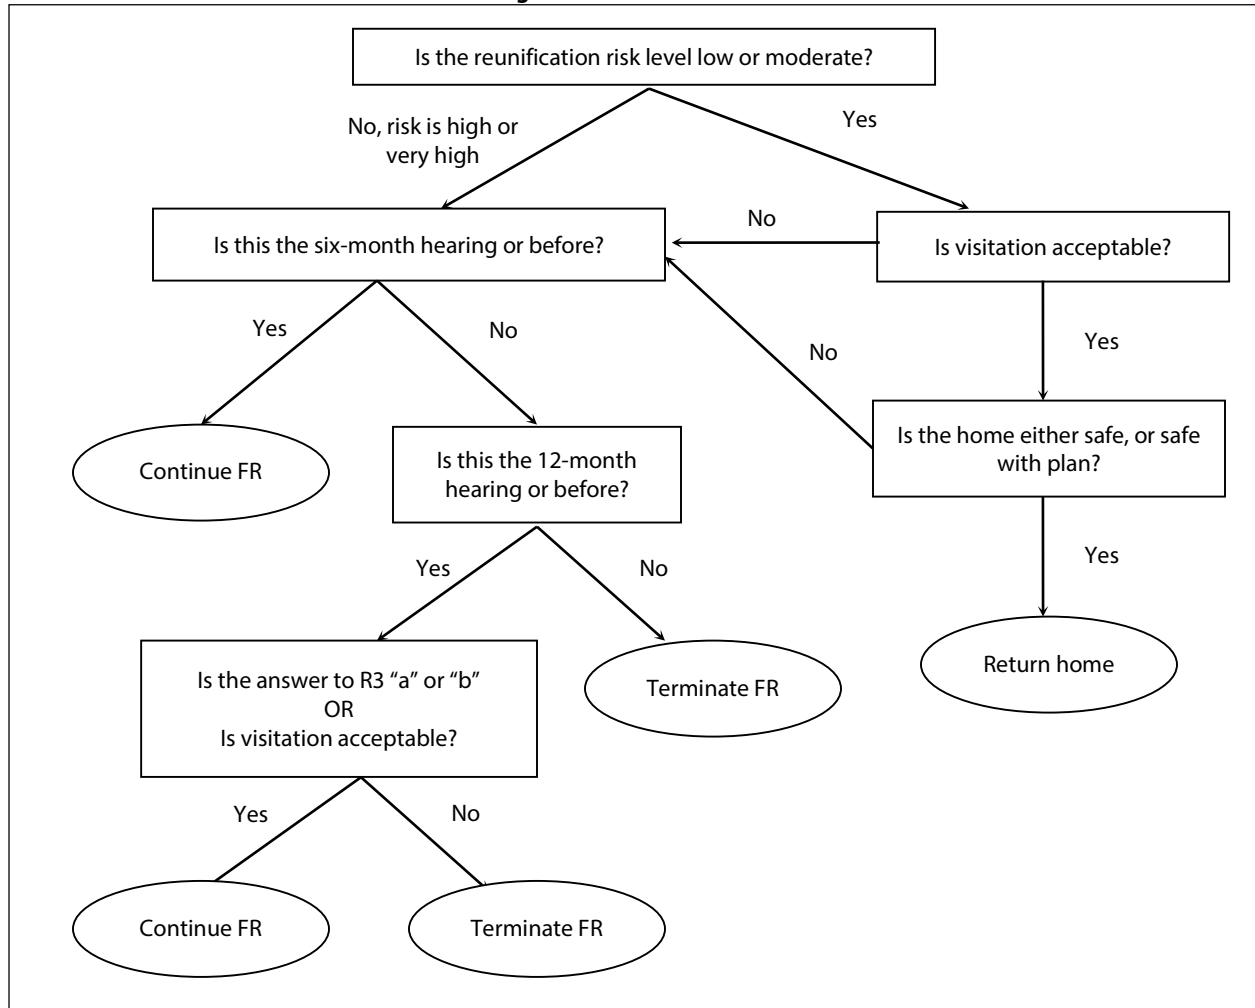 Is the reunification risk level low or moderate?
No, risk is high or
very high
Yes
Is this the six-month hearing or before?
No
Is visitation acceptable?
Yes
No
No
Yes
Continue FR
Is this the 12-month
hearing or before?
Is the home either safe, or safe
with plan?
Yes
No
Yes
Is the answer to R3 “a” or “b”
OR
Is visitation acceptable?
Terminate FR
Return home
Yes
No
Continue FR
Terminate FR